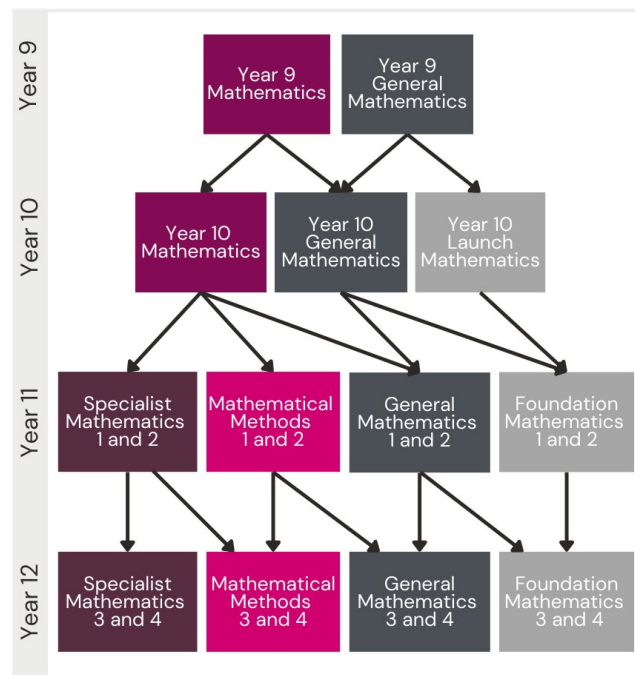 Year 9
Year 9
Mathematics
Year 9
General
Mathematics
Year 10
Year 10
Mathematics
Year 10
General
Mathematics
Year 10
Launch
Mathematics
Year 11
Specialist
Mathematics
1 and 2
Mathematical
Methods
1 and 2
General
Mathematics
1 and 2
Foundation
Mathematics
1 and 2
Year 12
Specialist
Mathematics
3 and 4
Mathematical
Methods
3 and 4
General
Mathematics
3 and 4
Foundation
Mathematics
3 and 4